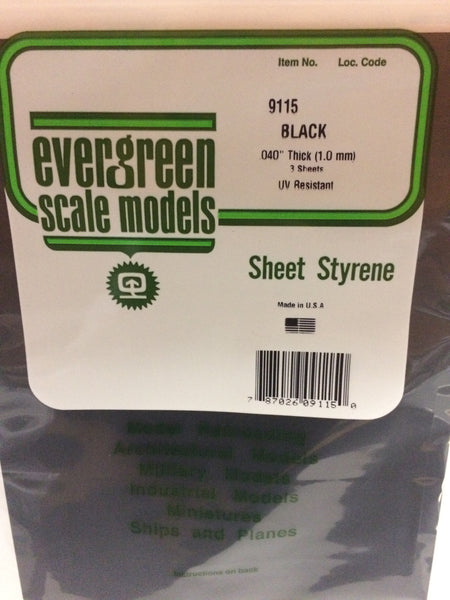 Item No. Loc. Code
9115
BLACK
.040" Thick (1.0 mm)
3 Sheets
UV Resistant
evergreen
scale models
Sheet Styrene
Made in U.S.A
7 87026 09115 0
Model Railroading
Architectural Models
Military Models
Industrial Models
Miniatures
Ships and Planes
Instructions on back